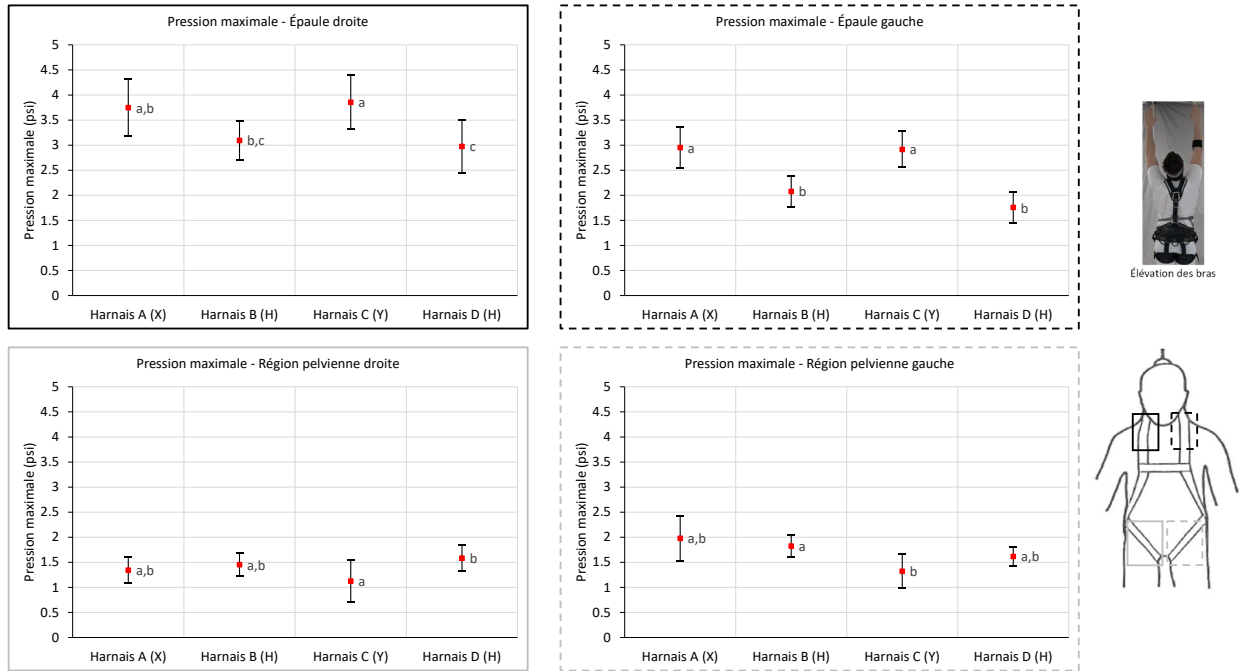 Pression maximale - Épaule droite
Pression maximale (psi)
5
4.5
4
3.5
3
2.5
2
1.5
1
0.5
0
a,b
b,c
a
c
Harnais A (X) Harnais B (H) Harnais C (Y) Harnais D (H)
Pression maximale - Épaule gauche
Pression maximale (psi)
5
4.5
4
3.5
3
2.5
2
1.5
1
0.5
0
a
b
a
b
Harnais A (X) Harnais B (H) Harnais C (Y) Harnais D (H)
Élévation des bras
Pression maximale - Région pelvienne droite
Pression maximale (psi)
5
4.5
4
3.5
3
2.5
2
1.5
1
0.5
0
a,b
a,b
a
b
Harnais A (X) Harnais B (H) Harnais C (Y) Harnais D (H)
Pression maximale - Région pelvienne gauche
Pression maximale (psi)
5
4.5
4
3.5
3
2.5
2
1.5
1
0.5
0
a,b
a
b
a,b
Harnais A (X) Harnais B (H) Harnais C (Y) Harnais D (H)